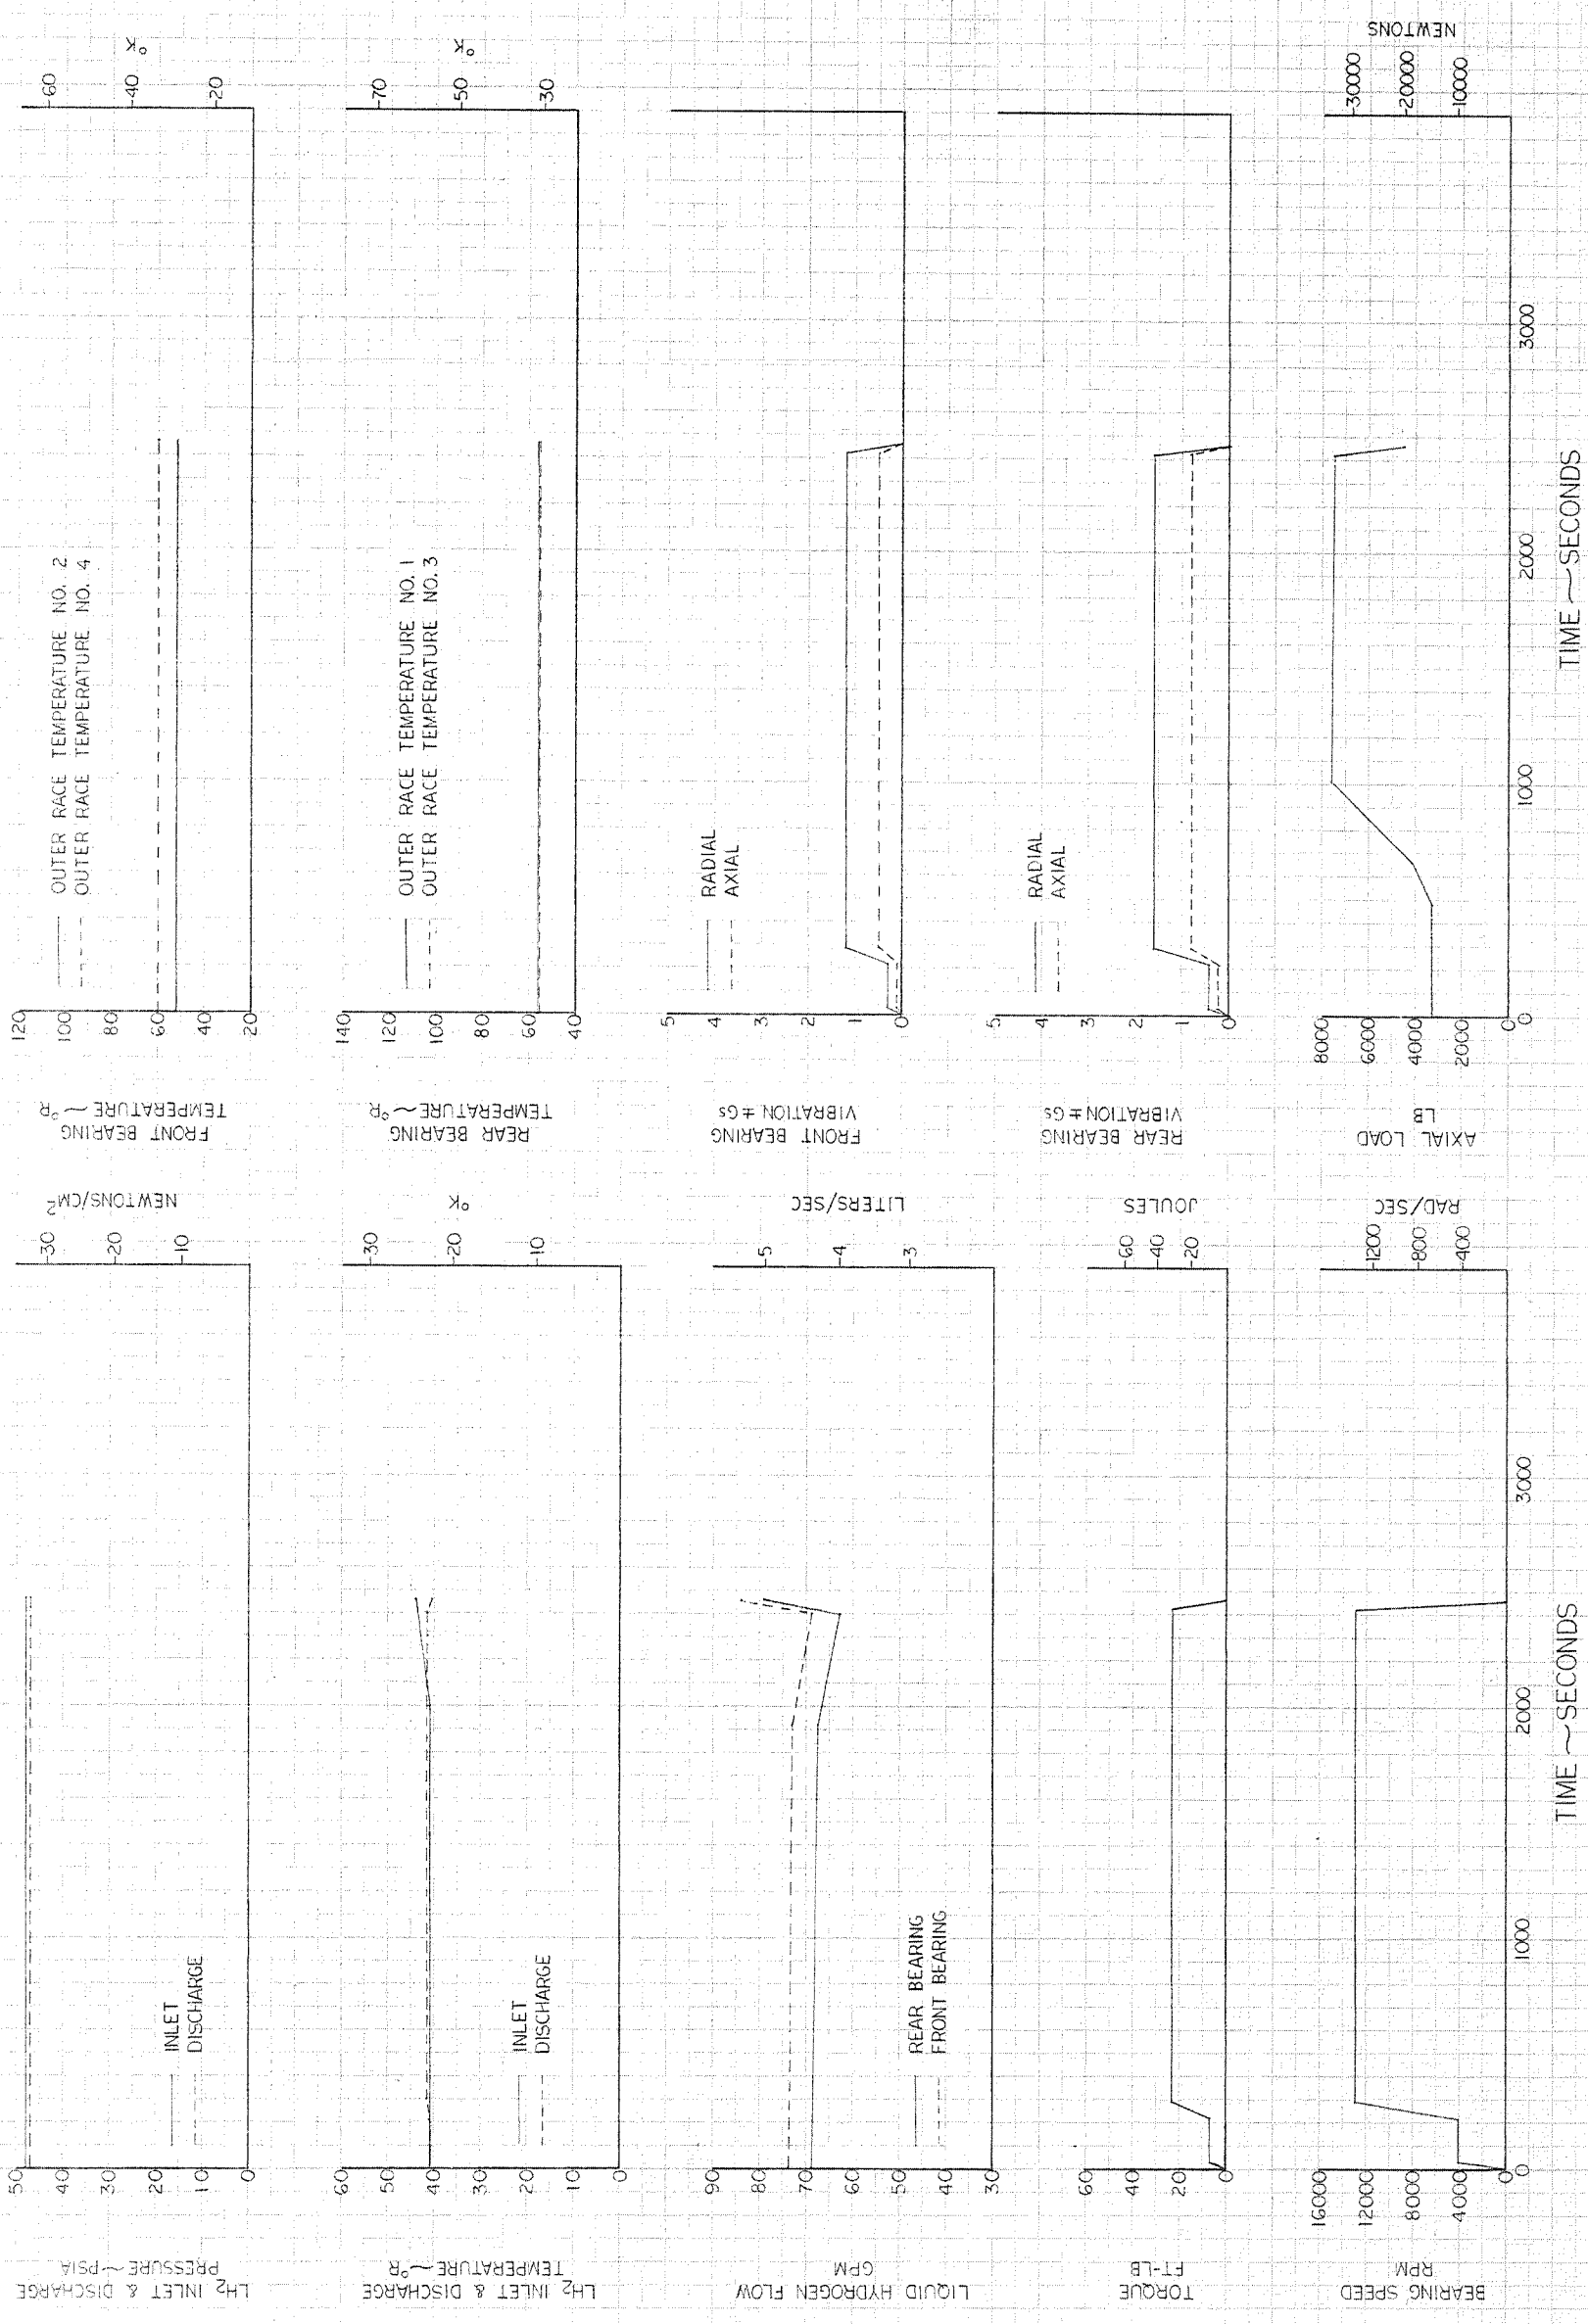 LH2 INLET & DISCHARGE
PRESSURE ~ PSIA
50
40
30
20
10
0
INLET
DISCHARGE
-30
-20
-10
NEWTONS/CM2
LH2 INLET & DISCHARGE
TEMPERATURE ~ °R
60
50
40
30
20
10
0
INLET
DISCHARGE
-30
-20
-10
°K
LIQUID HYDROGEN FLOW
GPM
90
80
70
60
50
40
30
REAR BEARING
FRONT BEARING
5
4
3
LITERS/SEC
TORQUE
FT-LB
60
40
20
0
-60
-40
-20
JOULES
BEARING SPEED
RPM
16000
12000
8000
4000
0
-1200
-800
-400
RAD/SEC
0
1000
2000
3000
TIME ~ SECONDS
FRONT BEARING
TEMPERATURE ~ °R
120
100
80
60
40
20
OUTER RACE TEMPERATURE NO. 2
OUTER RACE TEMPERATURE NO. 4
-60
-40
-20
°K
REAR BEARING
TEMPERATURE ~ °R
140
120
100
80
60
40
OUTER RACE TEMPERATURE NO. 1
OUTER RACE TEMPERATURE NO. 3
-70
-50
-30
°K
FRONT BEARING
VIBRATION ± Gs
5
4
3
2
1
0
RADIAL
AXIAL
REAR BEARING
VIBRATION ± Gs
5
4
3
2
1
0
RADIAL
AXIAL
AXIAL LOAD
LB
8000
6000
4000
2000
0
-30000
-20000
-10000
NEWTONS
0
1000
2000
3000
TIME ~ SECONDS